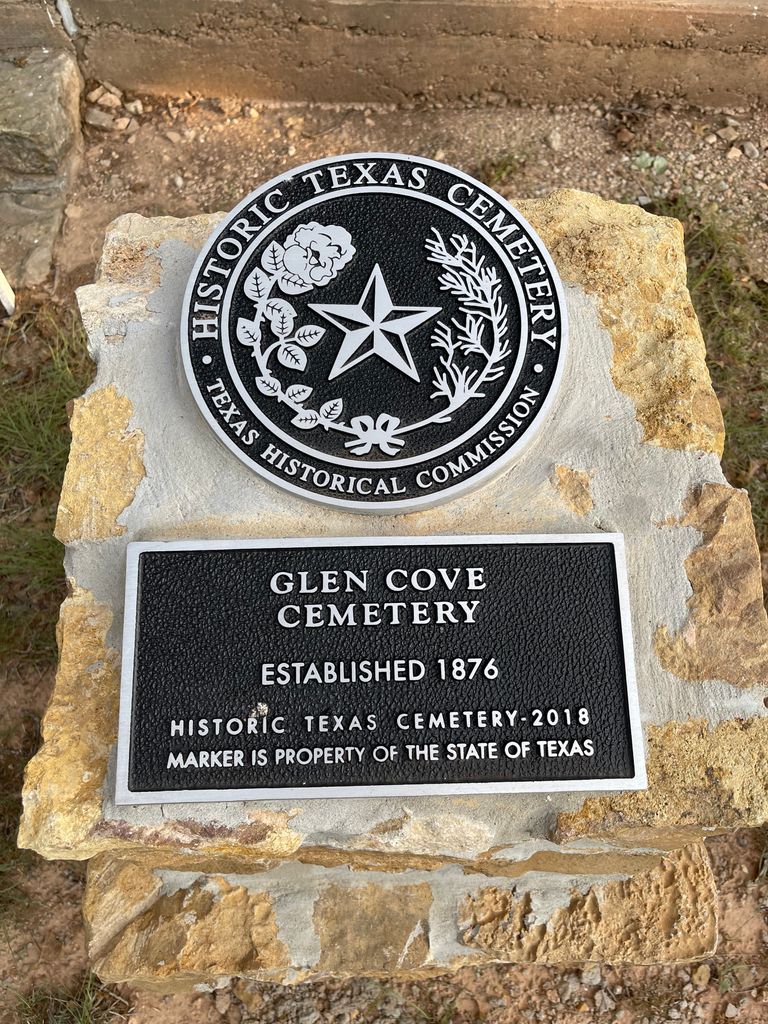 HISTORIC TEXAS CEMETERY
TEXAS HISTORICAL COMMISSION
GLEN COVE
CEMETERY
ESTABLISHED 1876
HISTORIC TEXAS CEMETERY-2018
MARKER IS PROPERTY OF THE STATE OF TEXAS